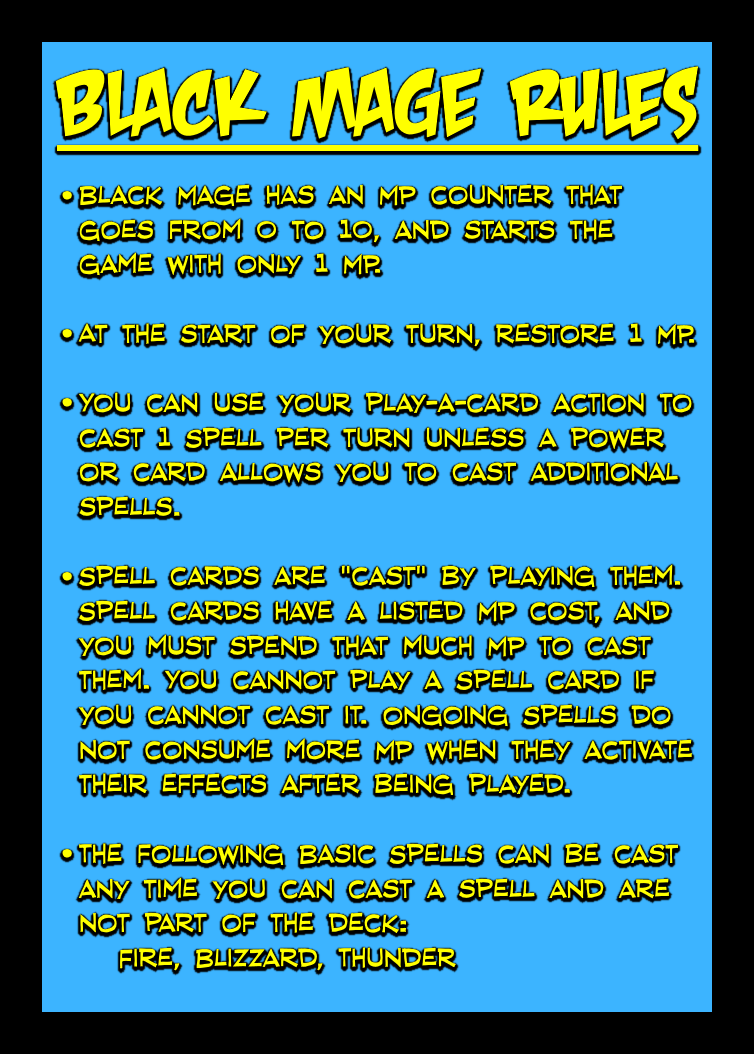 BLACK MAGE RULES
•BLACK MAGE HAS AN MP COUNTER THAT
GOES FROM 0 TO 10, AND STARTS THE
GAME WITH ONLY 1 MP.
•AT THE START OF YOUR TURN, RESTORE 1 MP.
•YOU CAN USE YOUR PLAY-A-CARD ACTION TO
CAST 1 SPELL PER TURN UNLESS A POWER
OR CARD ALLOWS YOU TO CAST ADDITIONAL
SPELLS.
•SPELL CARDS ARE "CAST" BY PLAYING THEM.
SPELL CARDS HAVE A LISTED MP COST, AND
YOU MUST SPEND THAT MUCH MP TO CAST
THEM. YOU CANNOT PLAY A SPELL CARD IF
YOU CANNOT CAST IT. ONGOING SPELLS DO
NOT CONSUME MORE MP WHEN THEY ACTIVATE
THEIR EFFECTS AFTER BEING PLAYED.
•THE FOLLOWING BASIC SPELLS CAN BE CAST
ANY TIME YOU CAN CAST A SPELL AND ARE
NOT PART OF THE DECK:
FIRE, BLIZZARD, THUNDER